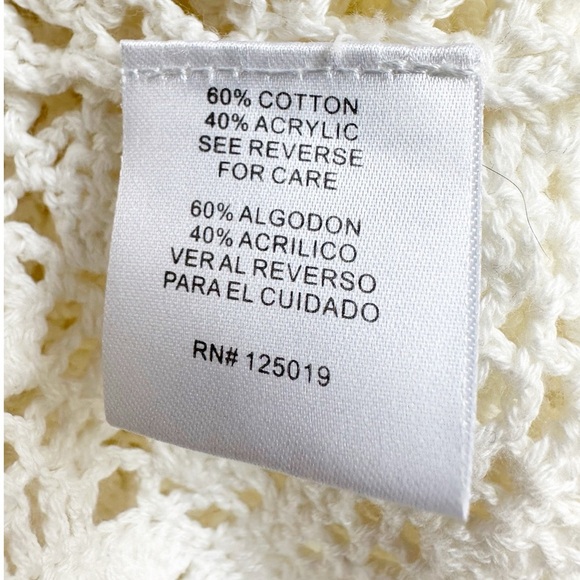 60% COTTON
40% ACRYLIC
SEE REVERSE
FOR CARE
60% ALGODON
40% ACRILICO
VER AL REVERSO
PARA EL CUIDADO
RN# 125019